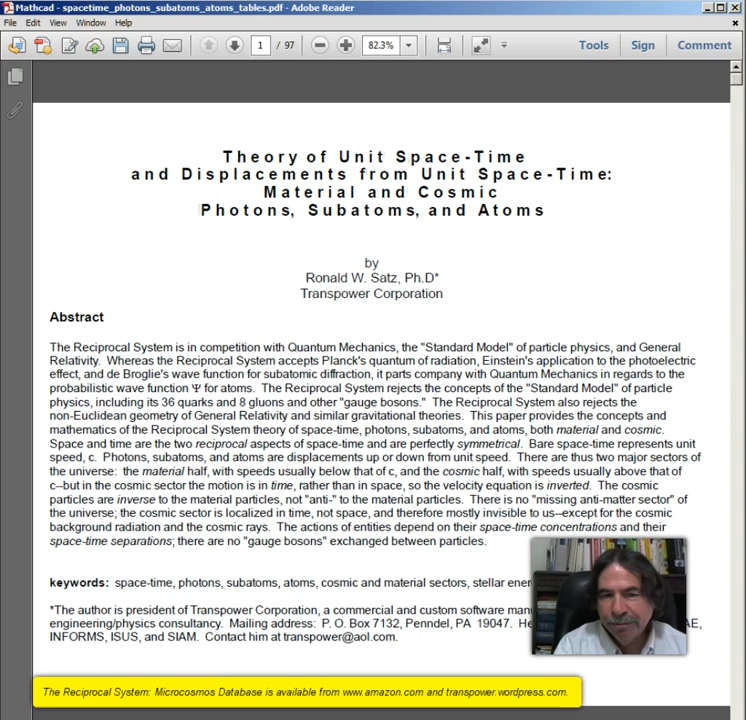 Mathcad - spacetime_photons_subatoms_atoms_tables.pdf - Adobe Reader
File Edit View Window Help
1 / 97 82.3% Tools Sign Comment
Theory of Unit Space-Time
and Displacements from Unit Space-Time:
Material and Cosmic
Photons, Subatoms, and Atoms
by
Ronald W. Satz, Ph.D*
Transpower Corporation
Abstract
The Reciprocal System is in competition with Quantum Mechanics, the "Standard Model" of particle physics, and General
Relativity. Whereas the Reciprocal System accepts Planck's quantum of radiation, Einstein's application to the photoelectric
effect, and de Broglie's wave function for subatomic diffraction, it parts company with Quantum Mechanics in regards to the
probabilistic wave function Ψ for atoms. The Reciprocal System rejects the concepts of the "Standard Model" of particle
physics, including its 36 quarks and 8 gluons and other "gauge bosons." The Reciprocal System also rejects the
non-Euclidean geometry of General Relativity and similar gravitational theories. This paper provides the concepts and
mathematics of the Reciprocal System theory of space-time, photons, subatoms, and atoms, both material and cosmic.
Space and time are the two reciprocal aspects of space-time and are perfectly symmetrical. Bare space-time represents unit
speed, c. Photons, subatoms, and atoms are displacements up or down from unit speed. There are thus two major sectors of
the universe: the material half, with speeds usually below that of c, and the cosmic half, with speeds usually above that of
c--but in the cosmic sector the motion is in time, rather than in space, so the velocity equation is inverted. The cosmic
particles are inverse to the material particles, not "anti-" to the material particles. There is no "missing anti-matter sector" of
the universe; the cosmic sector is localized in time, not space, and therefore mostly invisible to us--except for the cosmic
background radiation and the cosmic rays. The actions of entities depend on their space-time concentrations and their
space-time separations; there are no "gauge bosons" exchanged between particles.
keywords: space-time, photons, subatoms, atoms, cosmic and material sectors, stellar ener
*The author is president of Transpower Corporation, a commercial and custom software man
engineering/physics consultancy. Mailing address: P. O. Box 7132, Penndel, PA 19047. He AE,
INFORMS, ISUS, and SIAM. Contact him at transpower@aol.com.
The Reciprocal System: Microcosmos Database is available from www.amazon.com and transpower.wordpress.com.